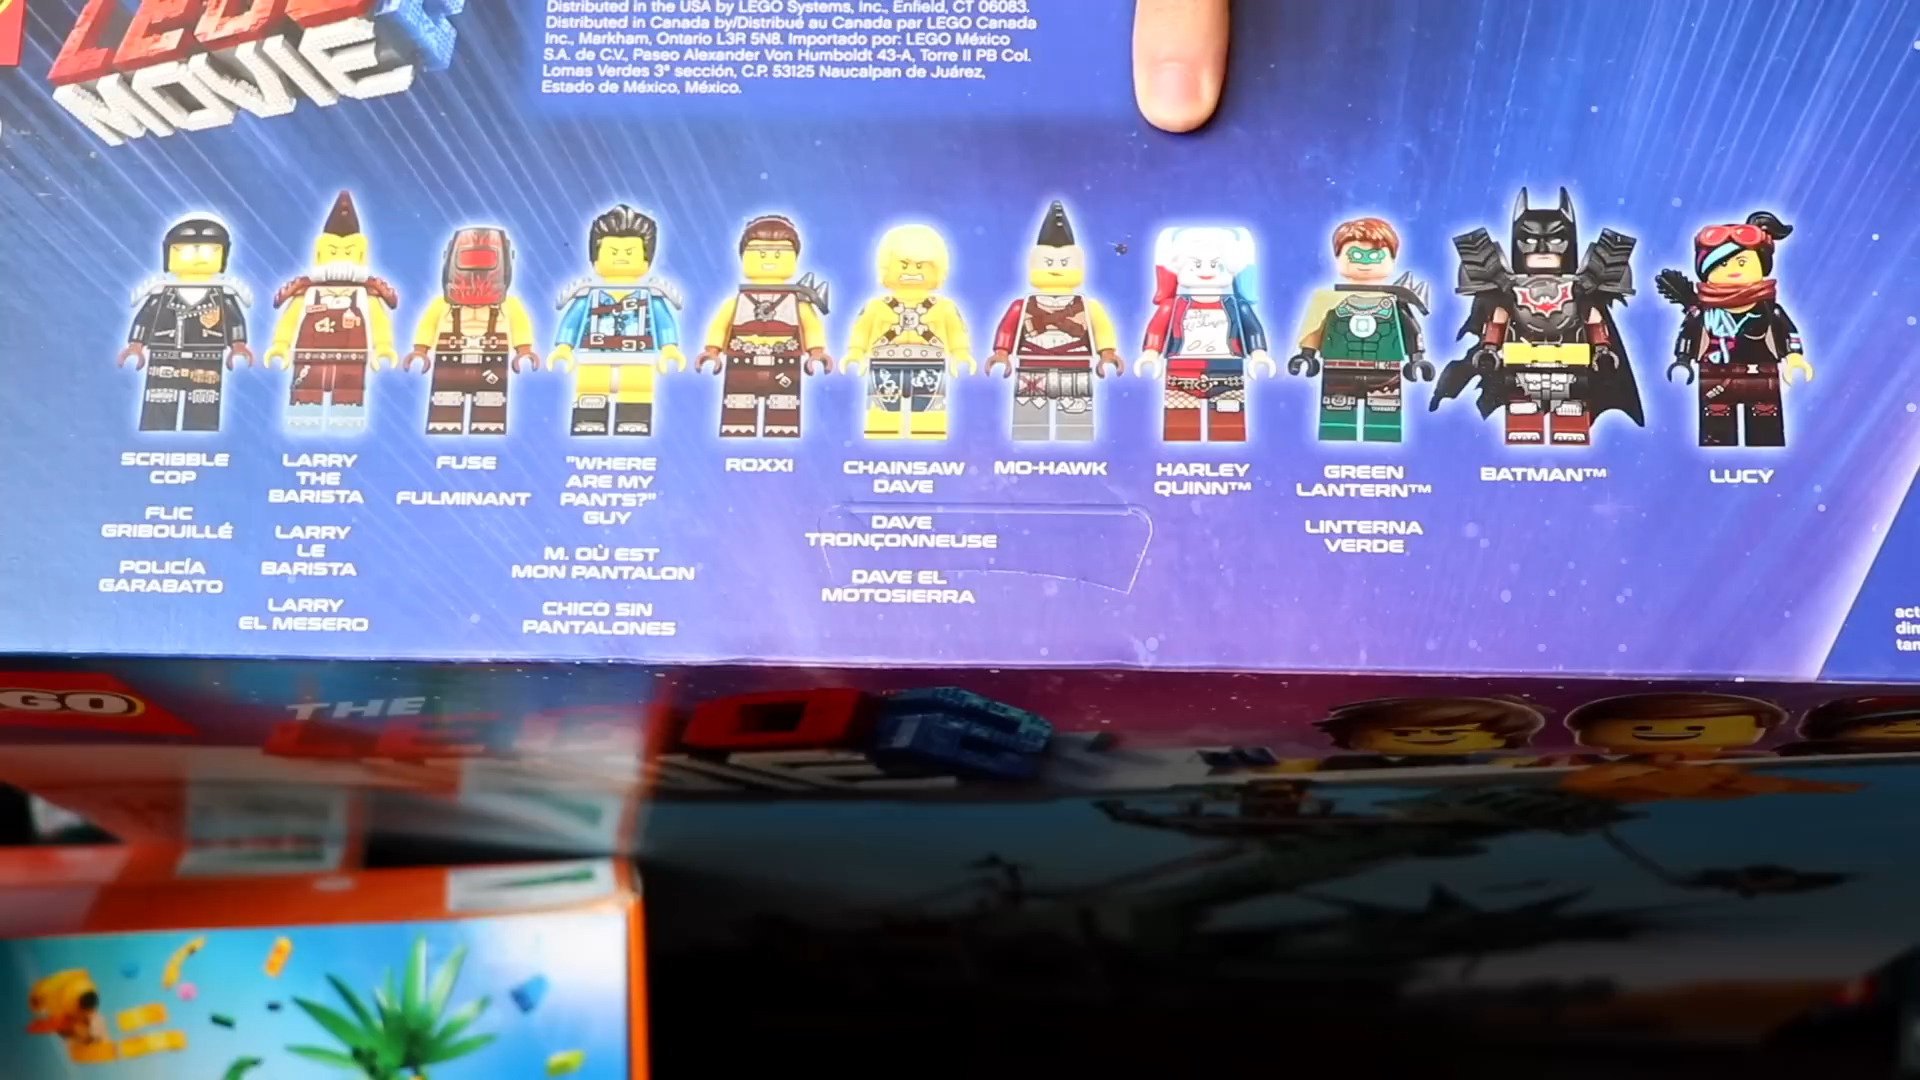 LEGO
MOVIE 2
Distributed in the USA by LEGO Systems, Inc., Enfield, CT 06083.
Distributed in Canada by/Distribué au Canada par LEGO Canada
Inc., Markham, Ontario L3R 5N8. Importado por: LEGO México
S.A. de C.V., Paseo Alexander Von Humboldt 43-A, Torre II PB Col.
Lomas Verdes 3ª sección, C.P. 53125 Naucalpan de Juárez,
Estado de México, México.
SCRIBBLE
COP
FLIC
GRIBOUILLÉ
POLICÍA
GARABATO
LARRY
THE
BARISTA
LARRY
LE
BARISTA
LARRY
EL MESERO
FUSE
FULMINANT
"WHERE
ARE MY
PANTS?"
GUY
M. OÙ EST
MON PANTALON
CHICO SIN
PANTALONES
ROXXI
CHAINSAW
DAVE
DAVE
TRONÇONNEUSE
DAVE EL
MOTOSIERRA
MO-HAWK
HARLEY
QUINN™
GREEN
LANTERN™
LINTERNA
VERDE
BATMAN™
LUCY
THE
LEGO